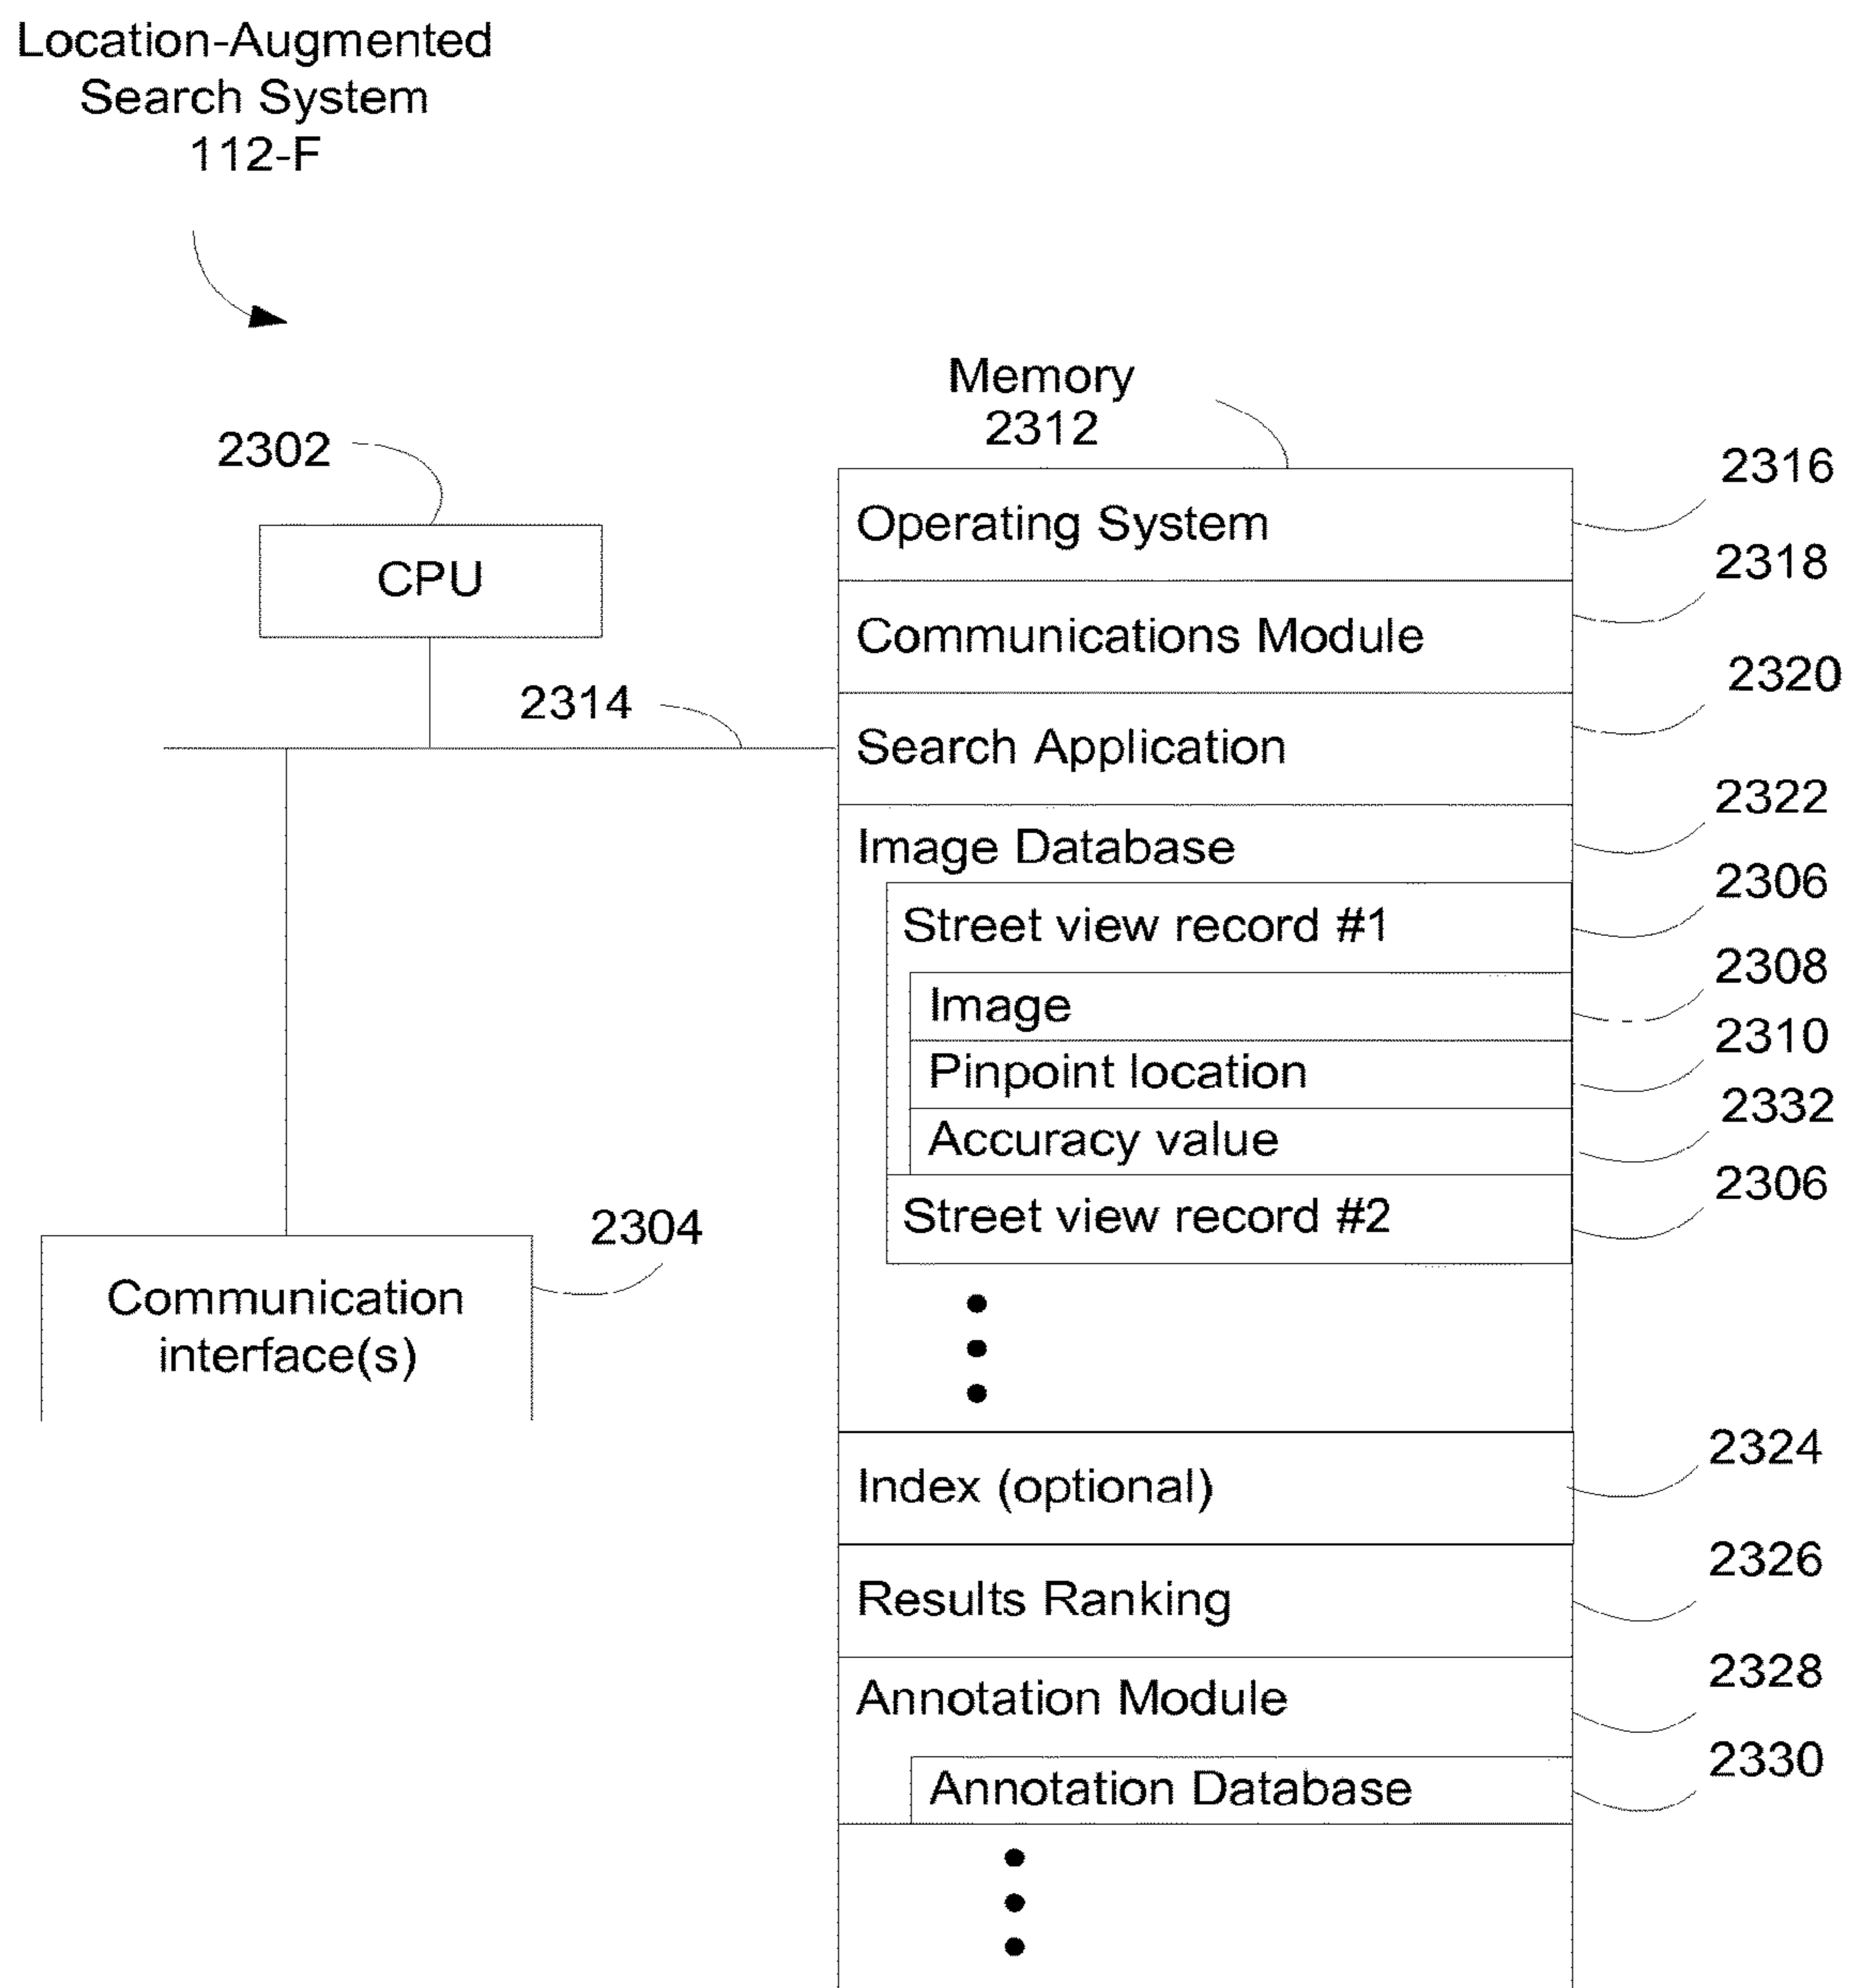 Location-Augmented
Search System
112-F
Memory
2312
2302
2316
Operating System
CPU
2318
Communications Module
2314
2320
Search Application
2322
Image Database
2306
Street view record #1
2308
Image
2310
Pinpoint location
2332
Accuracy value
2306
Street view record #2
2304
Communication
interface(s)
2324
Index (optional)
2326
Results Ranking
2328
Annotation Module
2330
Annotation Database